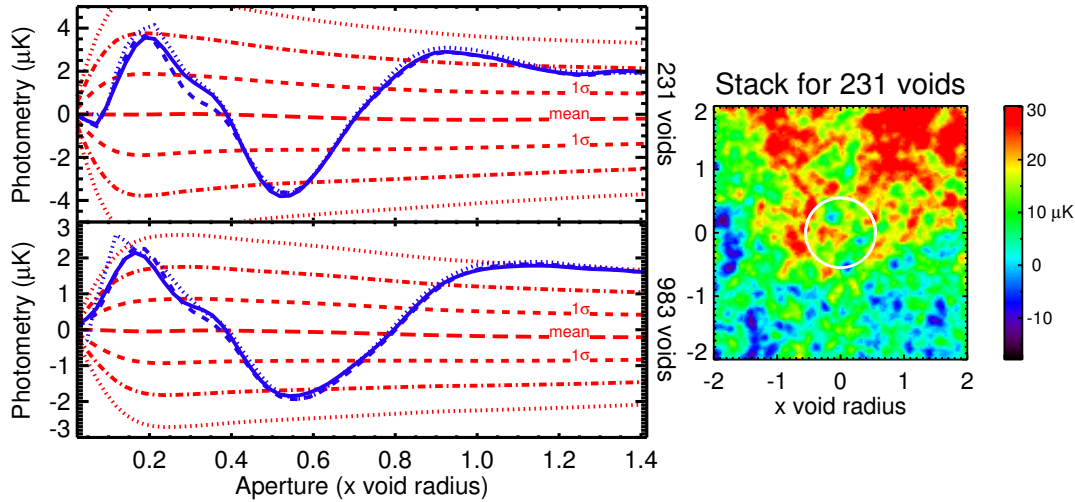 4
2
0
-2
-4
Photometry (μK)
1σ
mean
1σ
231 voids
3
2
1
0
-1
-2
-3
Photometry (μK)
1σ
mean
1σ
983 voids
0.2 0.4 0.6 0.8 1.0 1.2 1.4
Aperture (x void radius)
Stack for 231 voids
2
1
0
-1
-2
-2 -1 0 1 2
x void radius
30
20
10 μK
0
-10